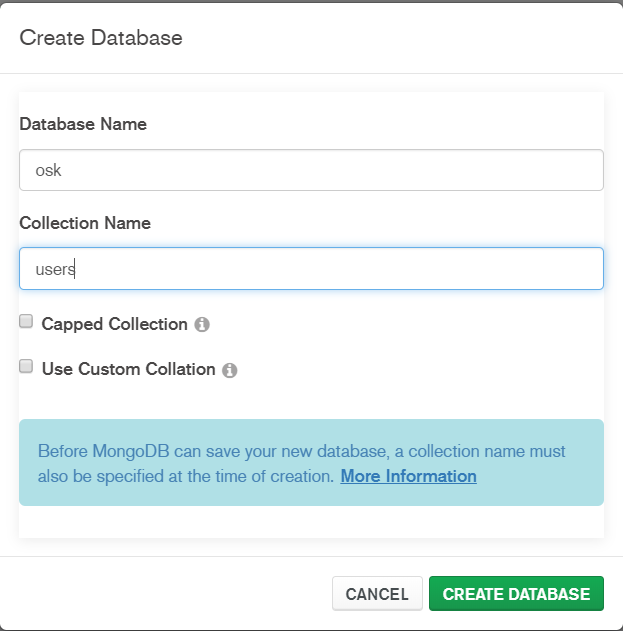 Create Database
Database Name
osk
Collection Name
users
Capped Collection
Use Custom Collation
Before MongoDB can save your new database, a collection name must
also be specified at the time of creation. More Information
CANCEL CREATE DATABASE